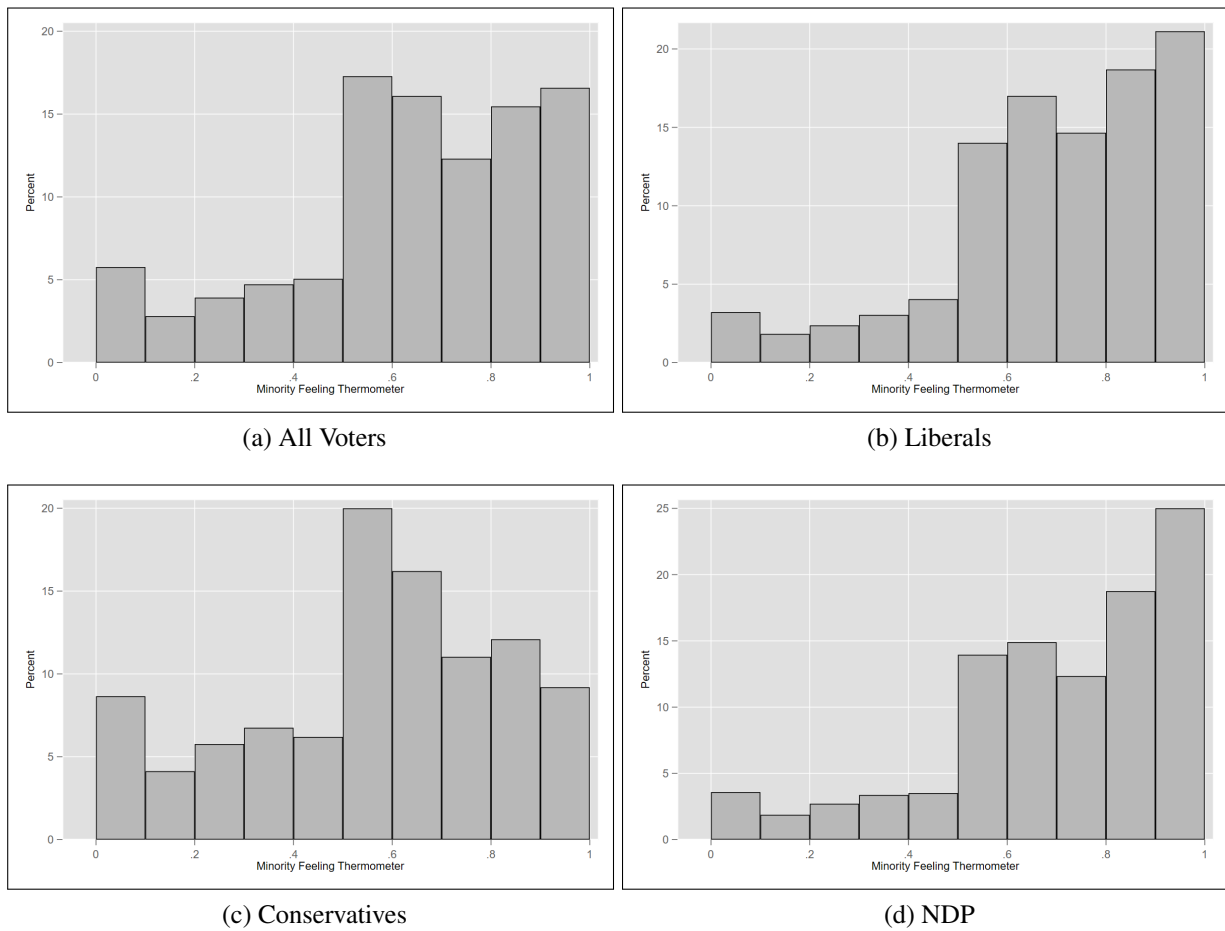 20
15
10
5
0
Percent
0 .2 .4 .6 .8 1
Minority Feeling Thermometer
(a) All Voters
20
15
10
5
0
Percent
0 .2 .4 .6 .8 1
Minority Feeling Thermometer
(b) Liberals
20
15
10
5
0
Percent
0 .2 .4 .6 .8 1
Minority Feeling Thermometer
(c) Conservatives
25
20
15
10
5
0
Percent
0 .2 .4 .6 .8 1
Minority Feeling Thermometer
(d) NDP